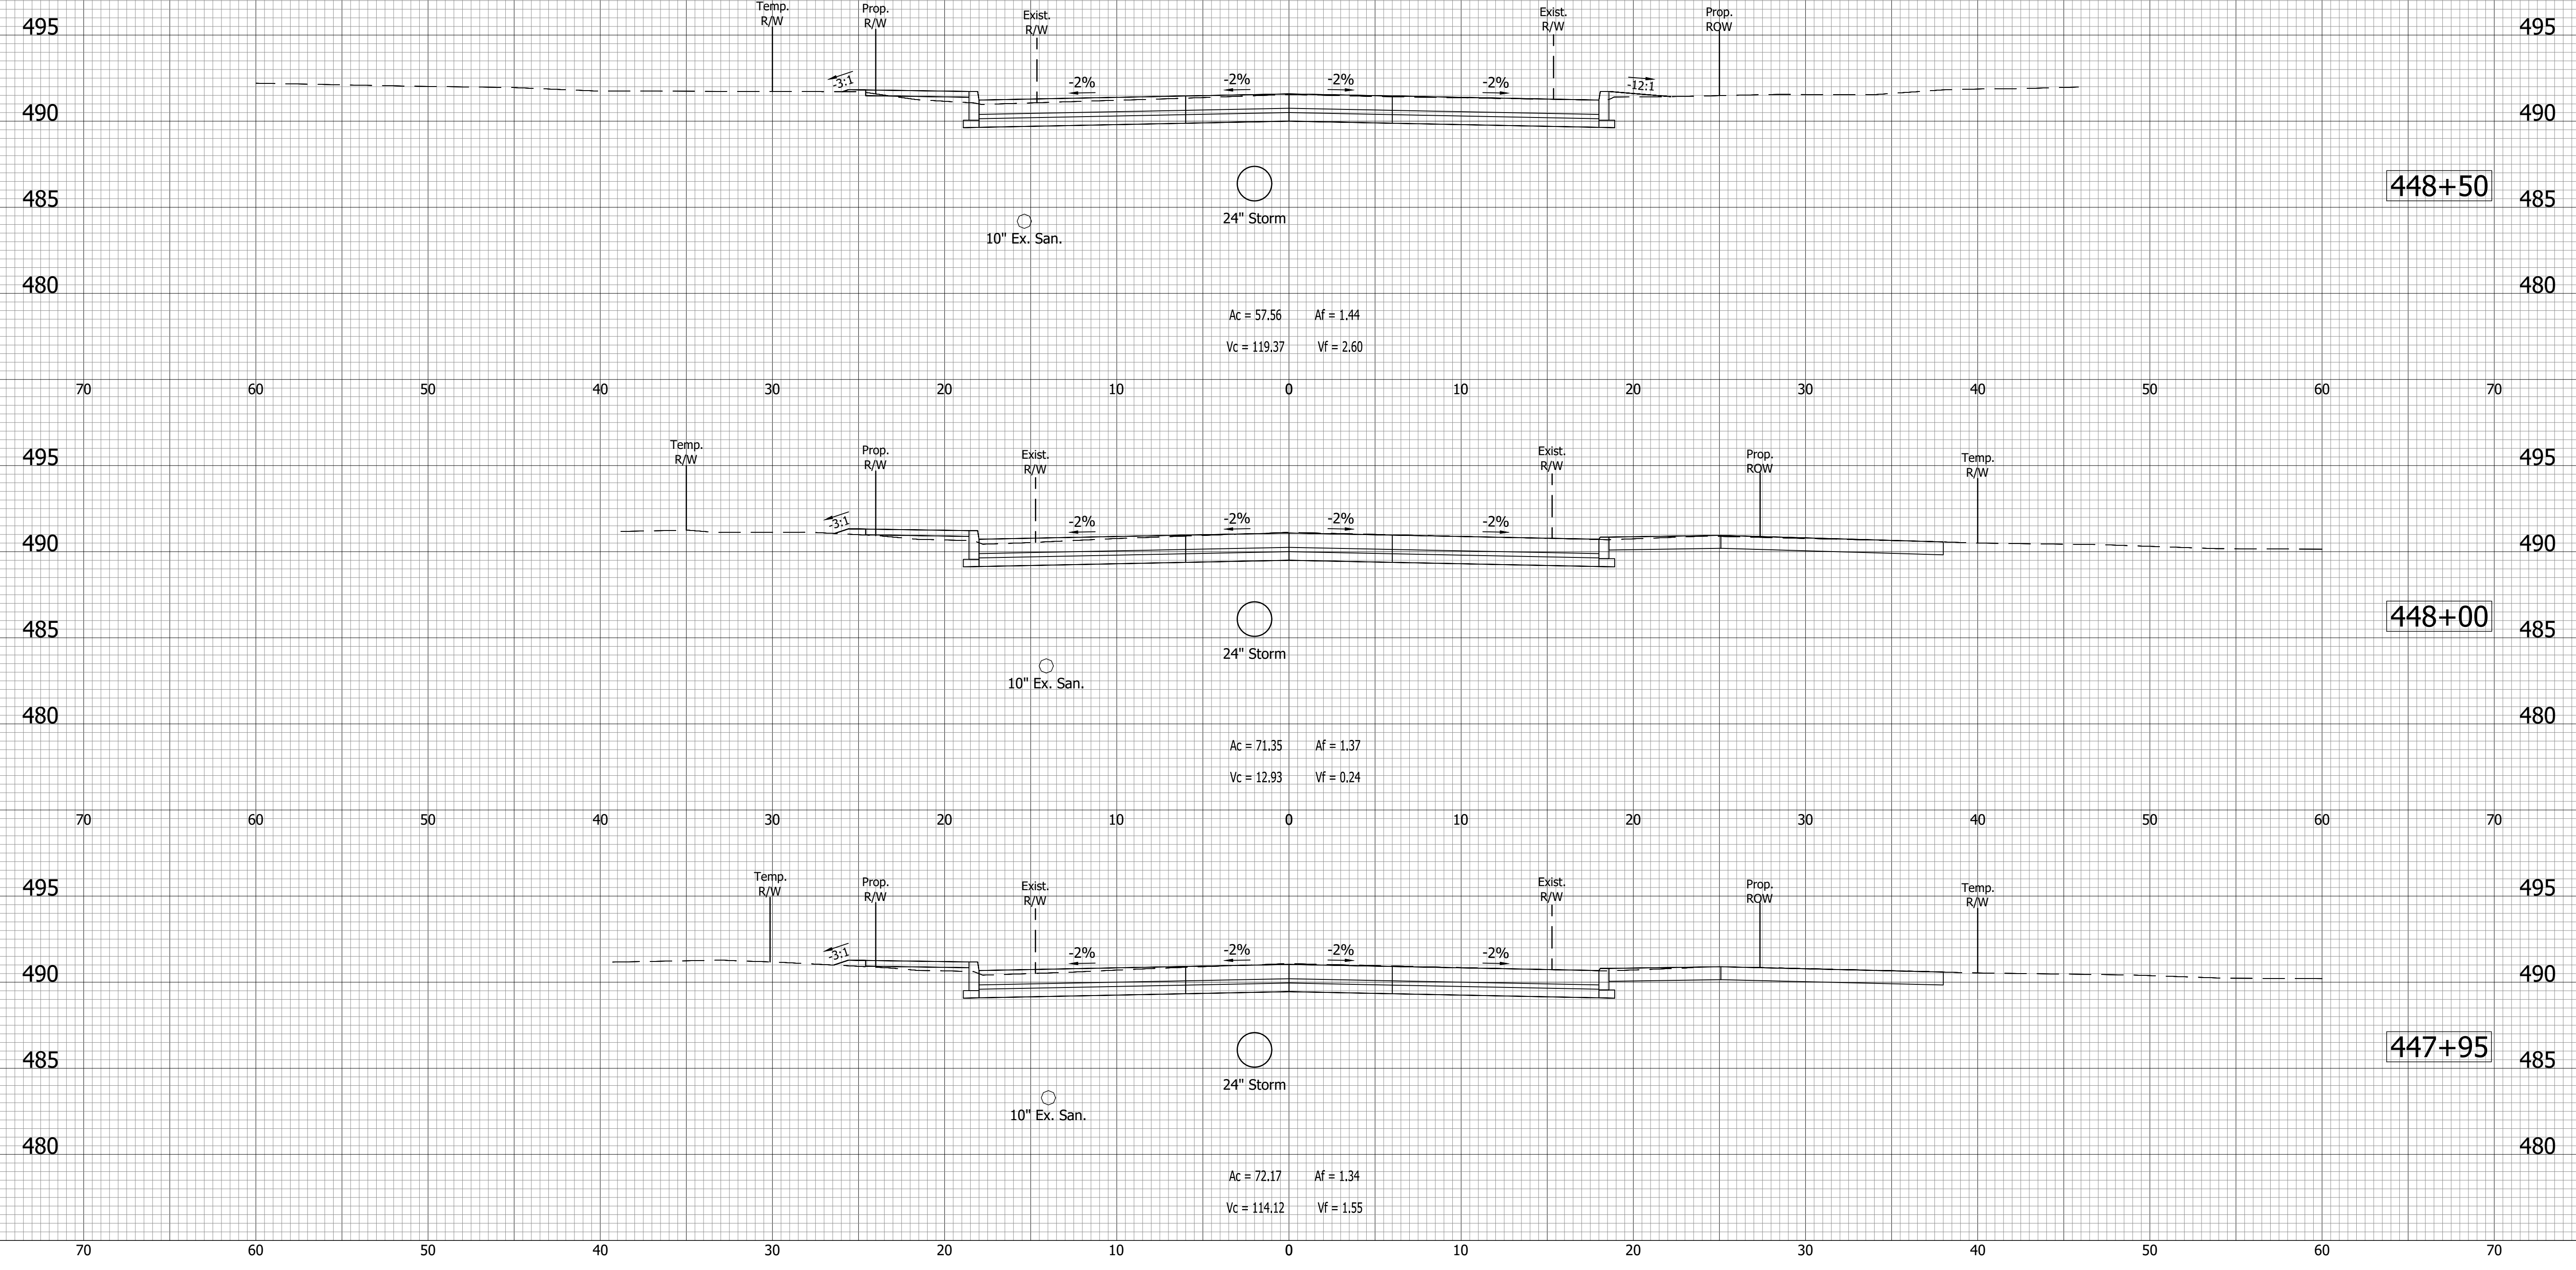 Temp.
R/W
Prop.
R/W
Exist.
R/W
Exist.
R/W
Prop.
ROW
495
495
-3:1
-2%
-2%
-2%
-2%
-12:1
490
490
448+50
485
485
24" Storm
10" Ex. San.
480
480
Ac = 57.56 Af = 1.44
Vc = 119.37 Vf = 2.60
70 60 50 40 30 20 10 0 10 20 30 40 50 60 70
Temp.
R/W
Prop.
R/W
Exist.
R/W
Exist.
R/W
Prop.
ROW
Temp.
R/W
495
495
-3:1
-2%
-2%
-2%
-2%
490
490
448+00
485
485
24" Storm
10" Ex. San.
480
480
Ac = 71.35 Af = 1.37
Vc = 12.93 Vf = 0.24
70 60 50 40 30 20 10 0 10 20 30 40 50 60 70
Temp.
R/W
Prop.
R/W
Exist.
R/W
Exist.
R/W
Prop.
ROW
Temp.
R/W
495
495
-3:1
-2%
-2%
-2%
-2%
490
490
447+95
485
485
24" Storm
10" Ex. San.
480
480
Ac = 72.17 Af = 1.34
Vc = 114.12 Vf = 1.55
70 60 50 40 30 20 10 0 10 20 30 40 50 60 70